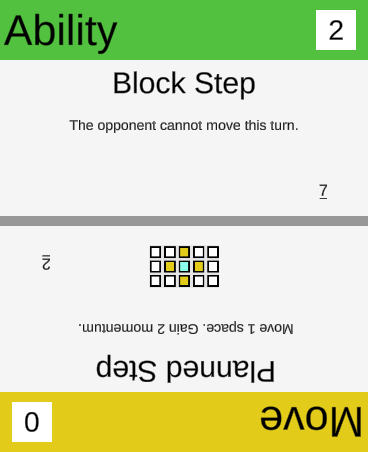 Ability 2
Block Step
The opponent cannot move this turn.
7
2
Move 1 space. Gain 2 momentum.
Planned Step
0 Move